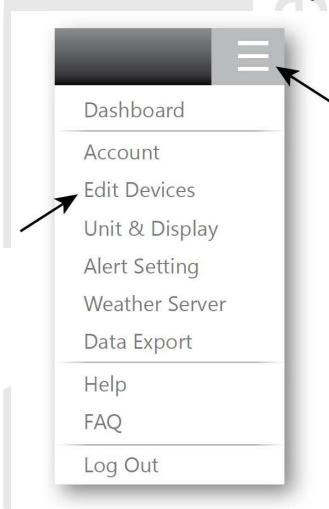 Dashboard
Account
Edit Devices
Unit & Display
Alert Setting
Weather Server
Data Export
Help
FAQ
Log Out